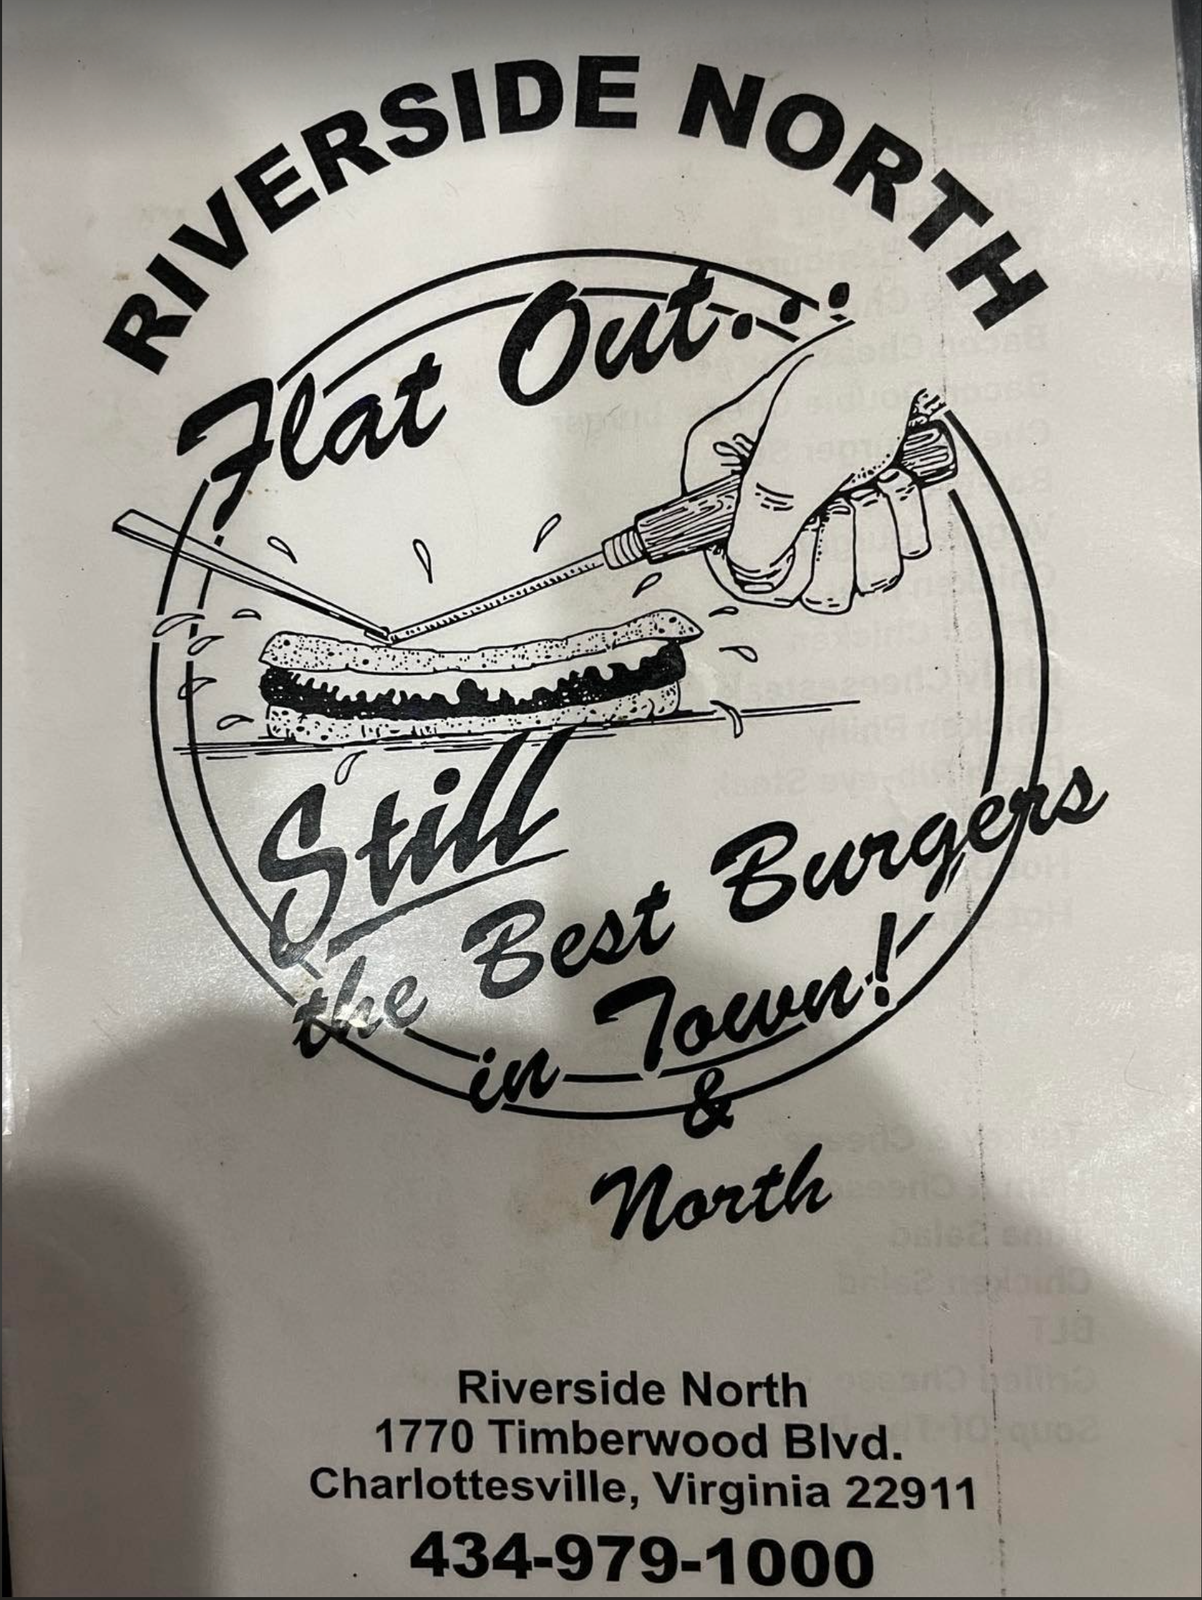 RIVERSIDE NORTH
Flat Out...
Still
the Best Burgers
in Town!
&
North
Riverside North
1770 Timberwood Blvd.
Charlottesville, Virginia 22911
434-979-1000